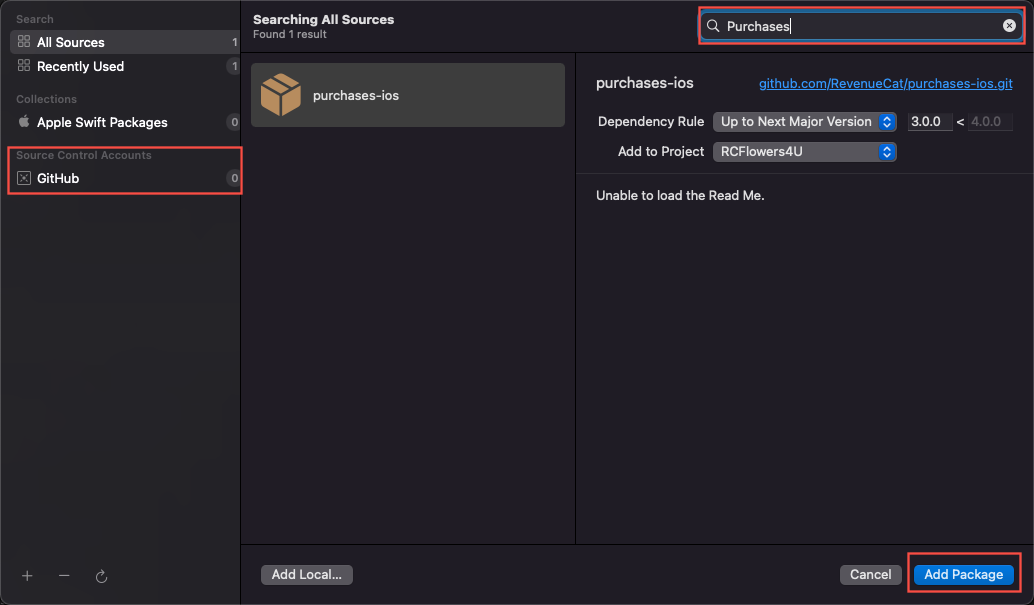 Search
All Sources 1
Recently Used 1
Collections
Apple Swift Packages 0
Source Control Accounts
GitHub 0
Searching All Sources
Found 1 result
Purchases
purchases-ios
purchases-ios github.com/RevenueCat/purchases-ios.git
Dependency Rule Up to Next Major Version 3.0.0 < 4.0.0
Add to Project RCFlowers4U
Unable to load the Read Me.
Add Local... Cancel Add Package